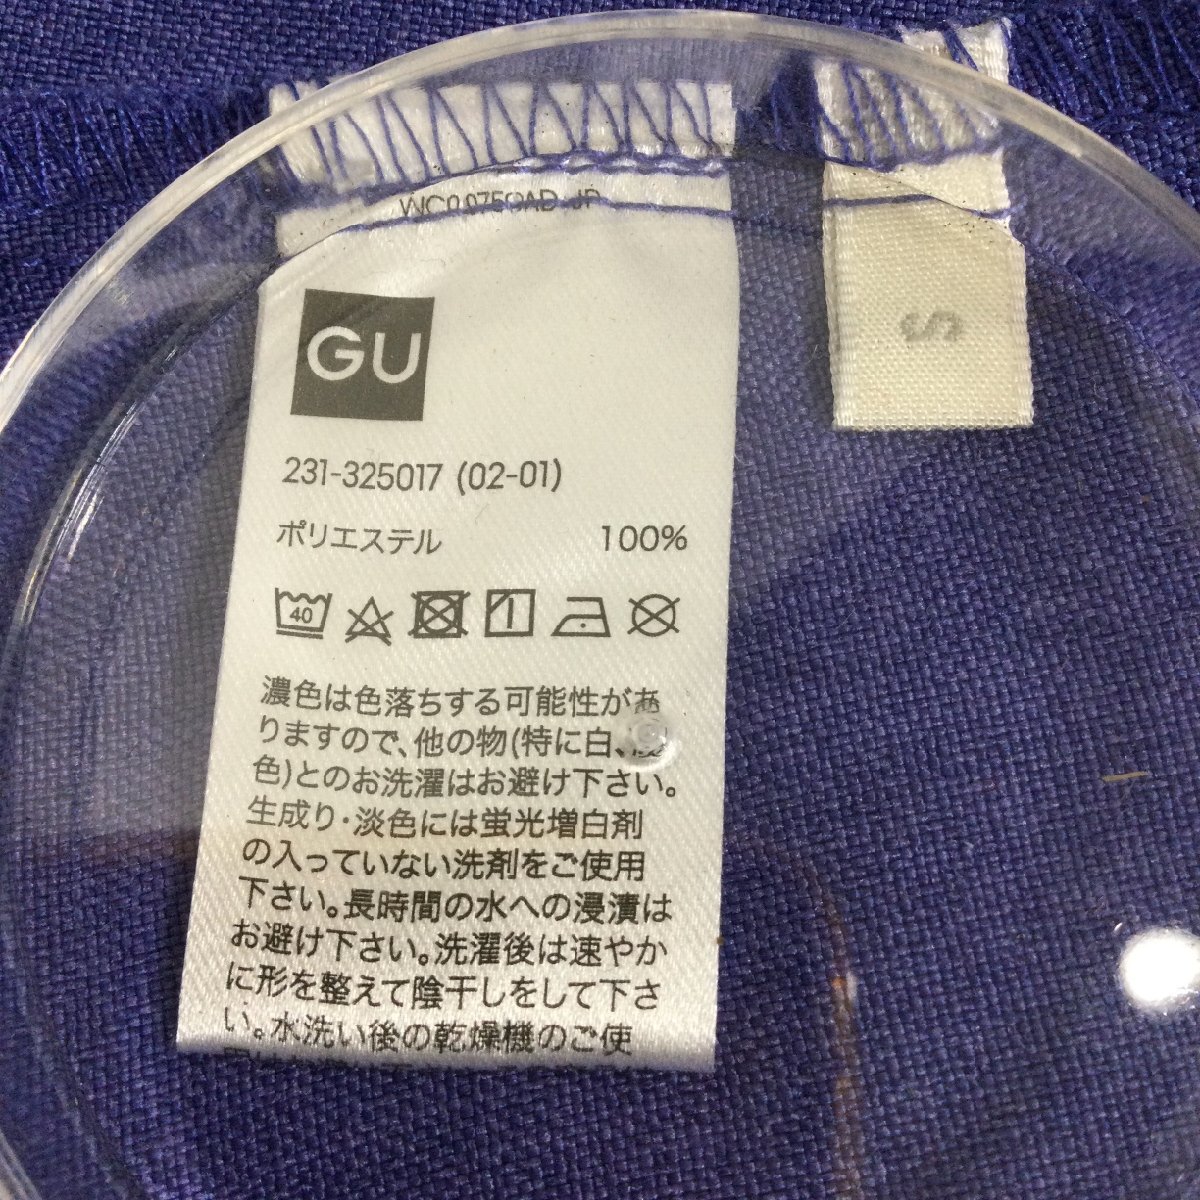 GU
S
231-325017 (02-01)
ポリエステル 100%
40
濃色は色落ちする可能性があ
りますので、他の物(特に白、淡
色)とのお洗濯はお避け下さい。
生成り・淡色には蛍光増白剤
の入っていない洗剤をご使用
下さい。長時間の水への浸漬は
お避け下さい。洗濯後は速やか
に形を整えて陰干しをして下さ
い。水洗い後の乾燥機のご使